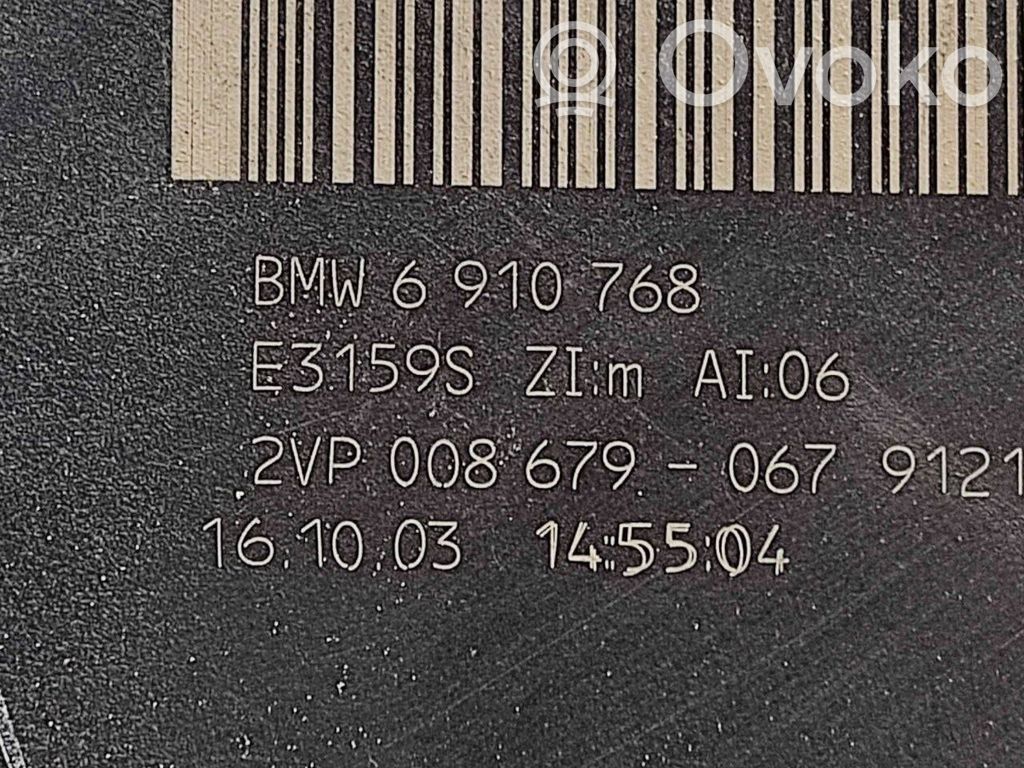 Ovoko
BMW 6 910 768
E3159S ZI:m AI:06
2VP 008 679 - 067 9121
16.10.03 14:55:04